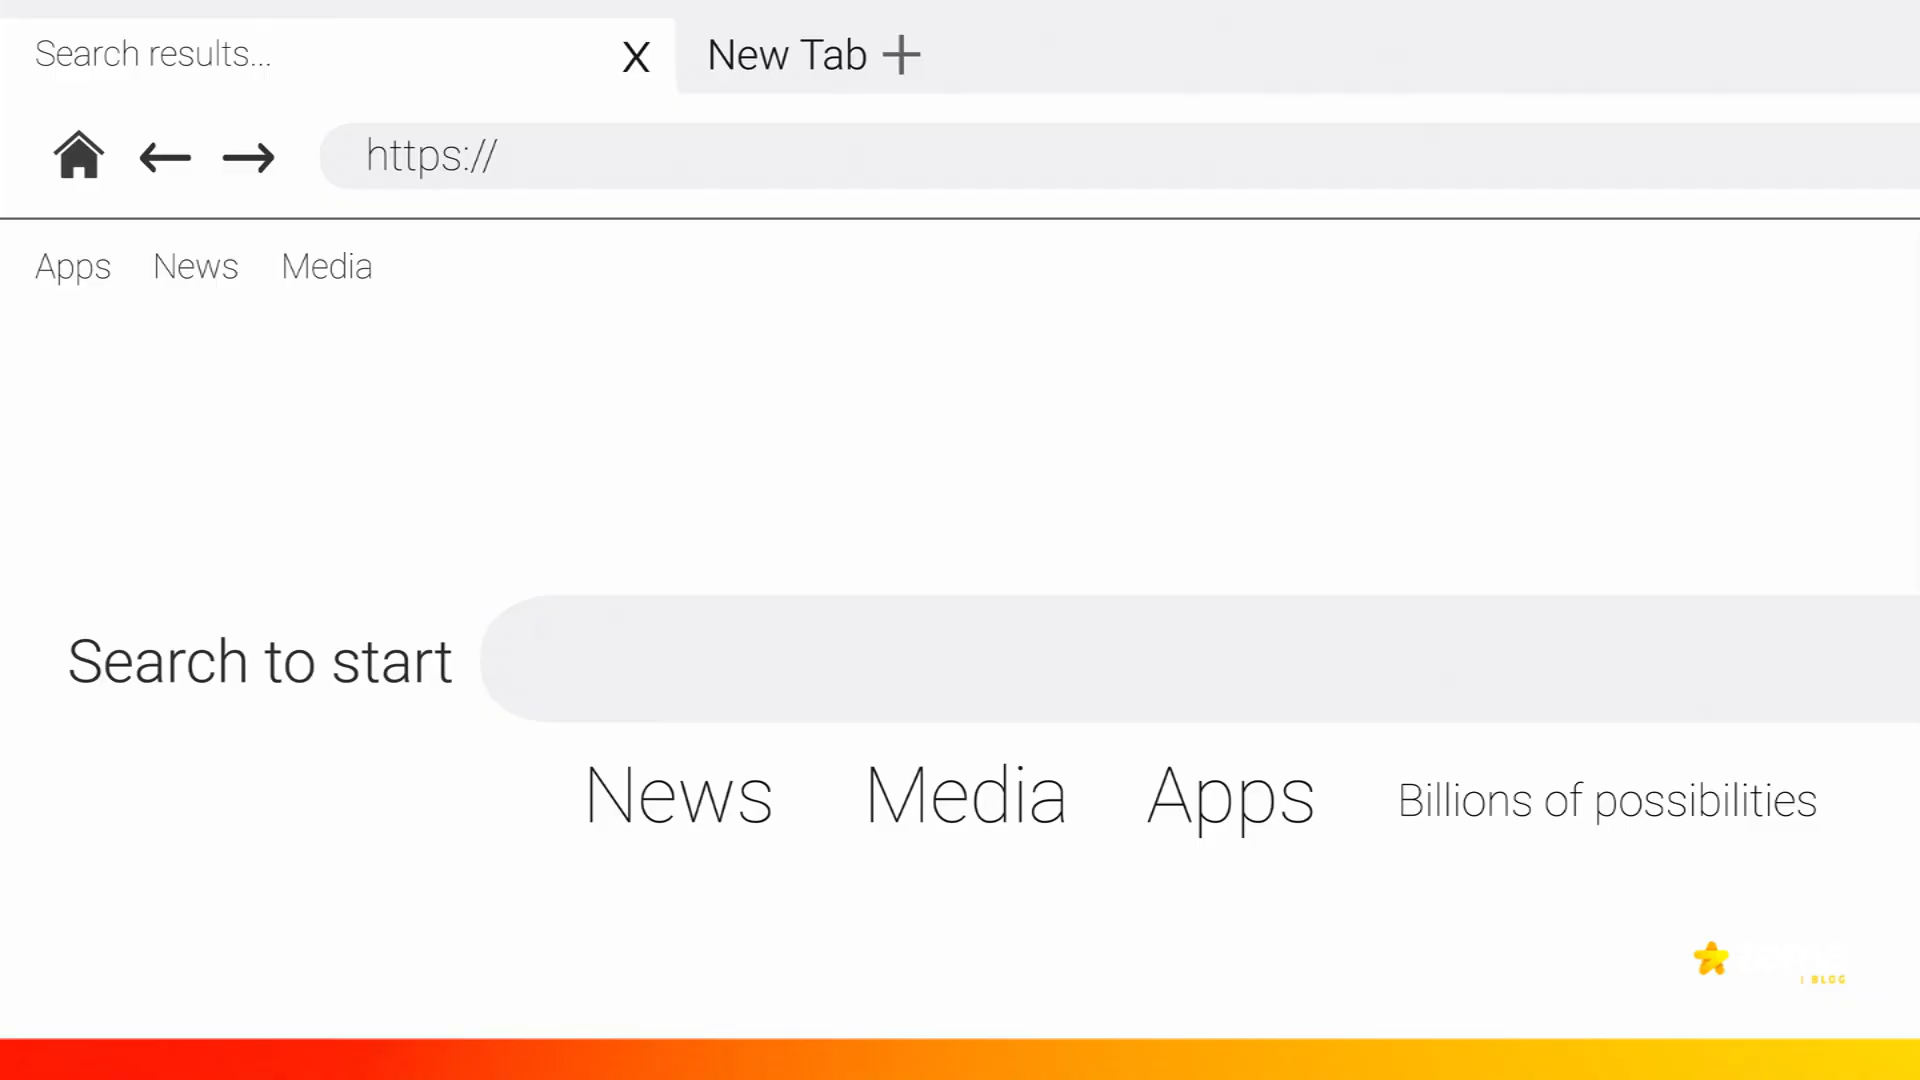 Search results...
X
New Tab +
https://
Apps News Media
Search to start
News Media Apps Billions of possibilities
| BLOG